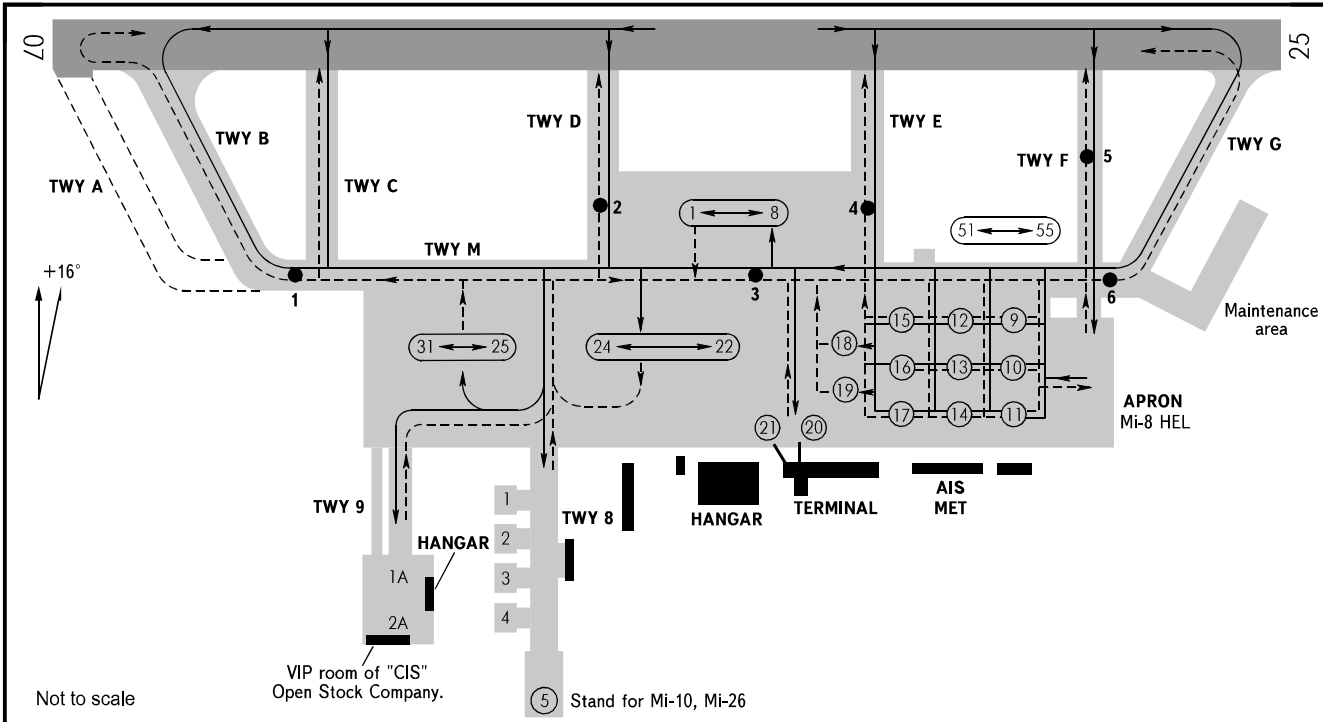 07
25
TWY B
TWY D
TWY E
TWY F
5
TWY G
TWY A
TWY C
2
4
1 8
51 55
TWY M
+16°
1
3
6
Maintenance
area
15
12
9
31 25
24 22
18
16
13
10
19
17
14
11
APRON
Mi-8 HEL
21
20
TWY 9
HANGAR
1
TWY 8
HANGAR
TERMINAL
AIS
MET
2
1A
3
2A
4
VIP room of "CIS"
Open Stock Company.
Not to scale
5 Stand for Mi-10, Mi-26